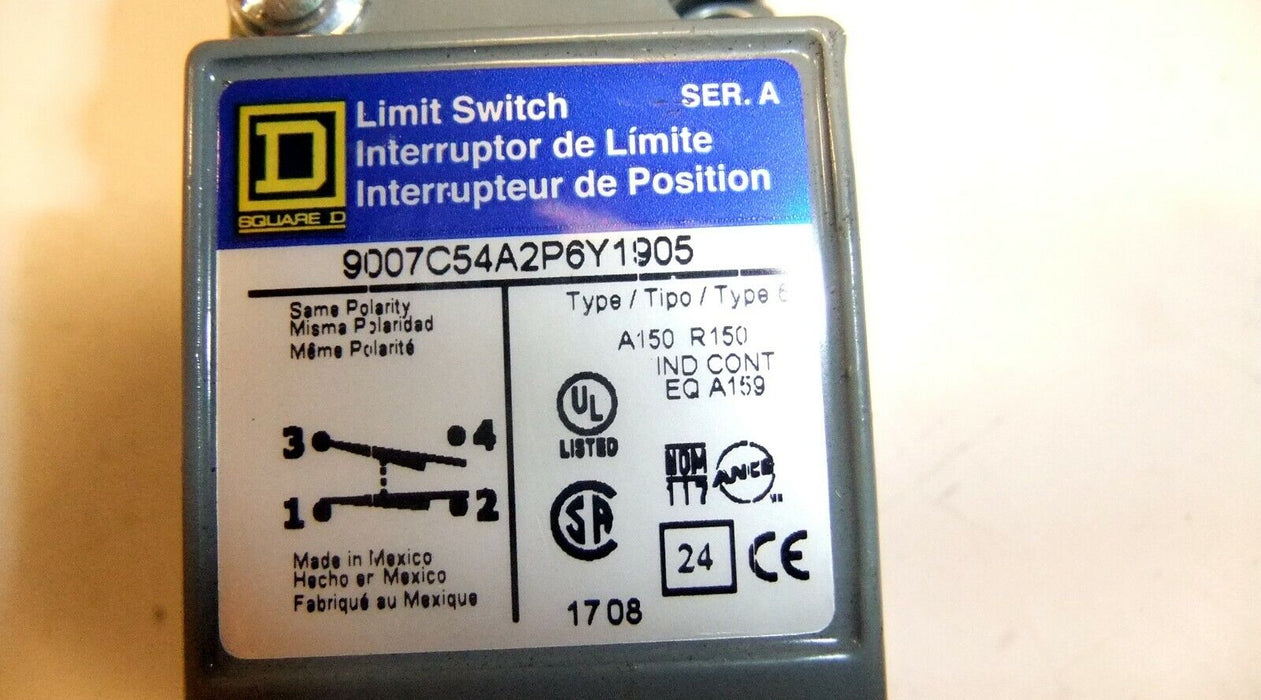 Limit Switch
SER. A
Interruptor de Límite
Interrupteur de Position
SQUARE D
9007C54A2P6Y1905
Same Polarity
Misma Polaridad
Même Polarité
Type / Tipo / Type 6
A150 R150
IND CONT
EQ A159
UL
LISTED
3 4
1 2
NOM
117
ANCE
SA
24
CE
Made in Mexico
Hecho en Mexico
Fabriqué au Mexique
1708